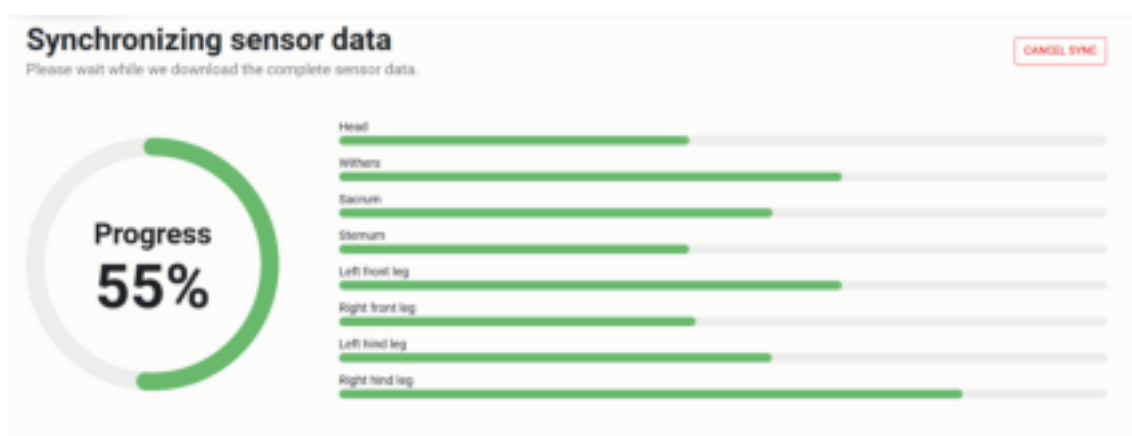 Synchronizing sensor data
CANCEL SYNC
Please wait while we download the complete sensor data.
Progress
55%
Head
Withers
Sacrum
Sternum
Left front leg
Right front leg
Left hind leg
Right hind leg